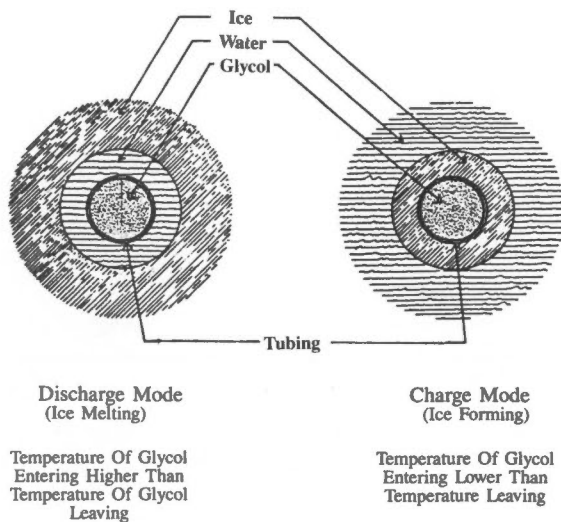 Ice
Water
Glycol
Tubing
Discharge Mode
(Ice Melting)
Temperature Of Glycol
Entering Higher Than
Temperature Of Glycol
Leaving
Charge Mode
(Ice Forming)
Temperature Of Glycol
Entering Lower Than
Temperature Leaving